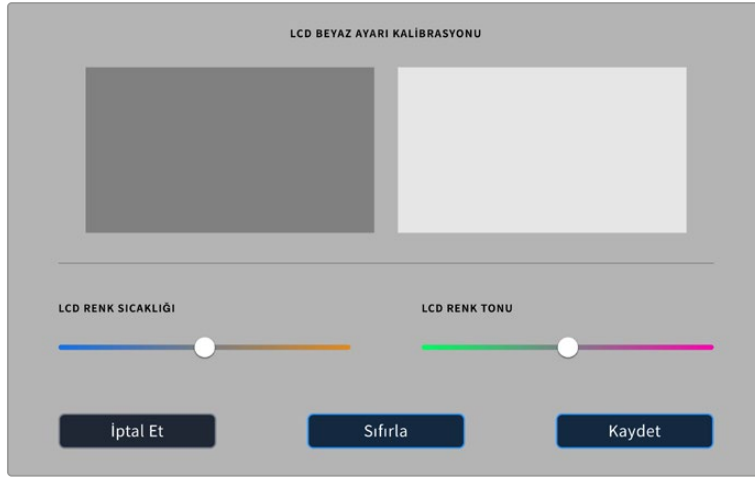 LCD BEYAZ AYARI KALİBRASYONU
LCD RENK SICAKLIĞI
LCD RENK TONU
İptal Et
Sıfırla
Kaydet